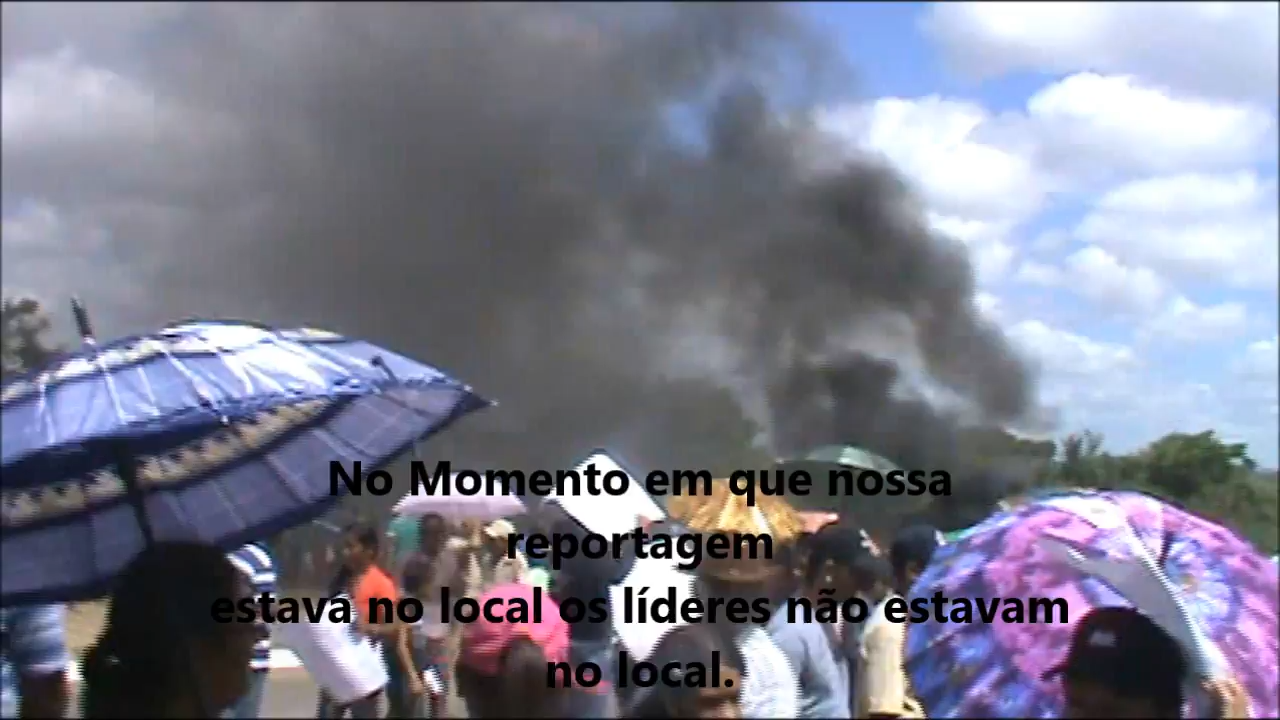 No Momento em que nossa
reportagem
estava no local os líderes não estavam
no local.